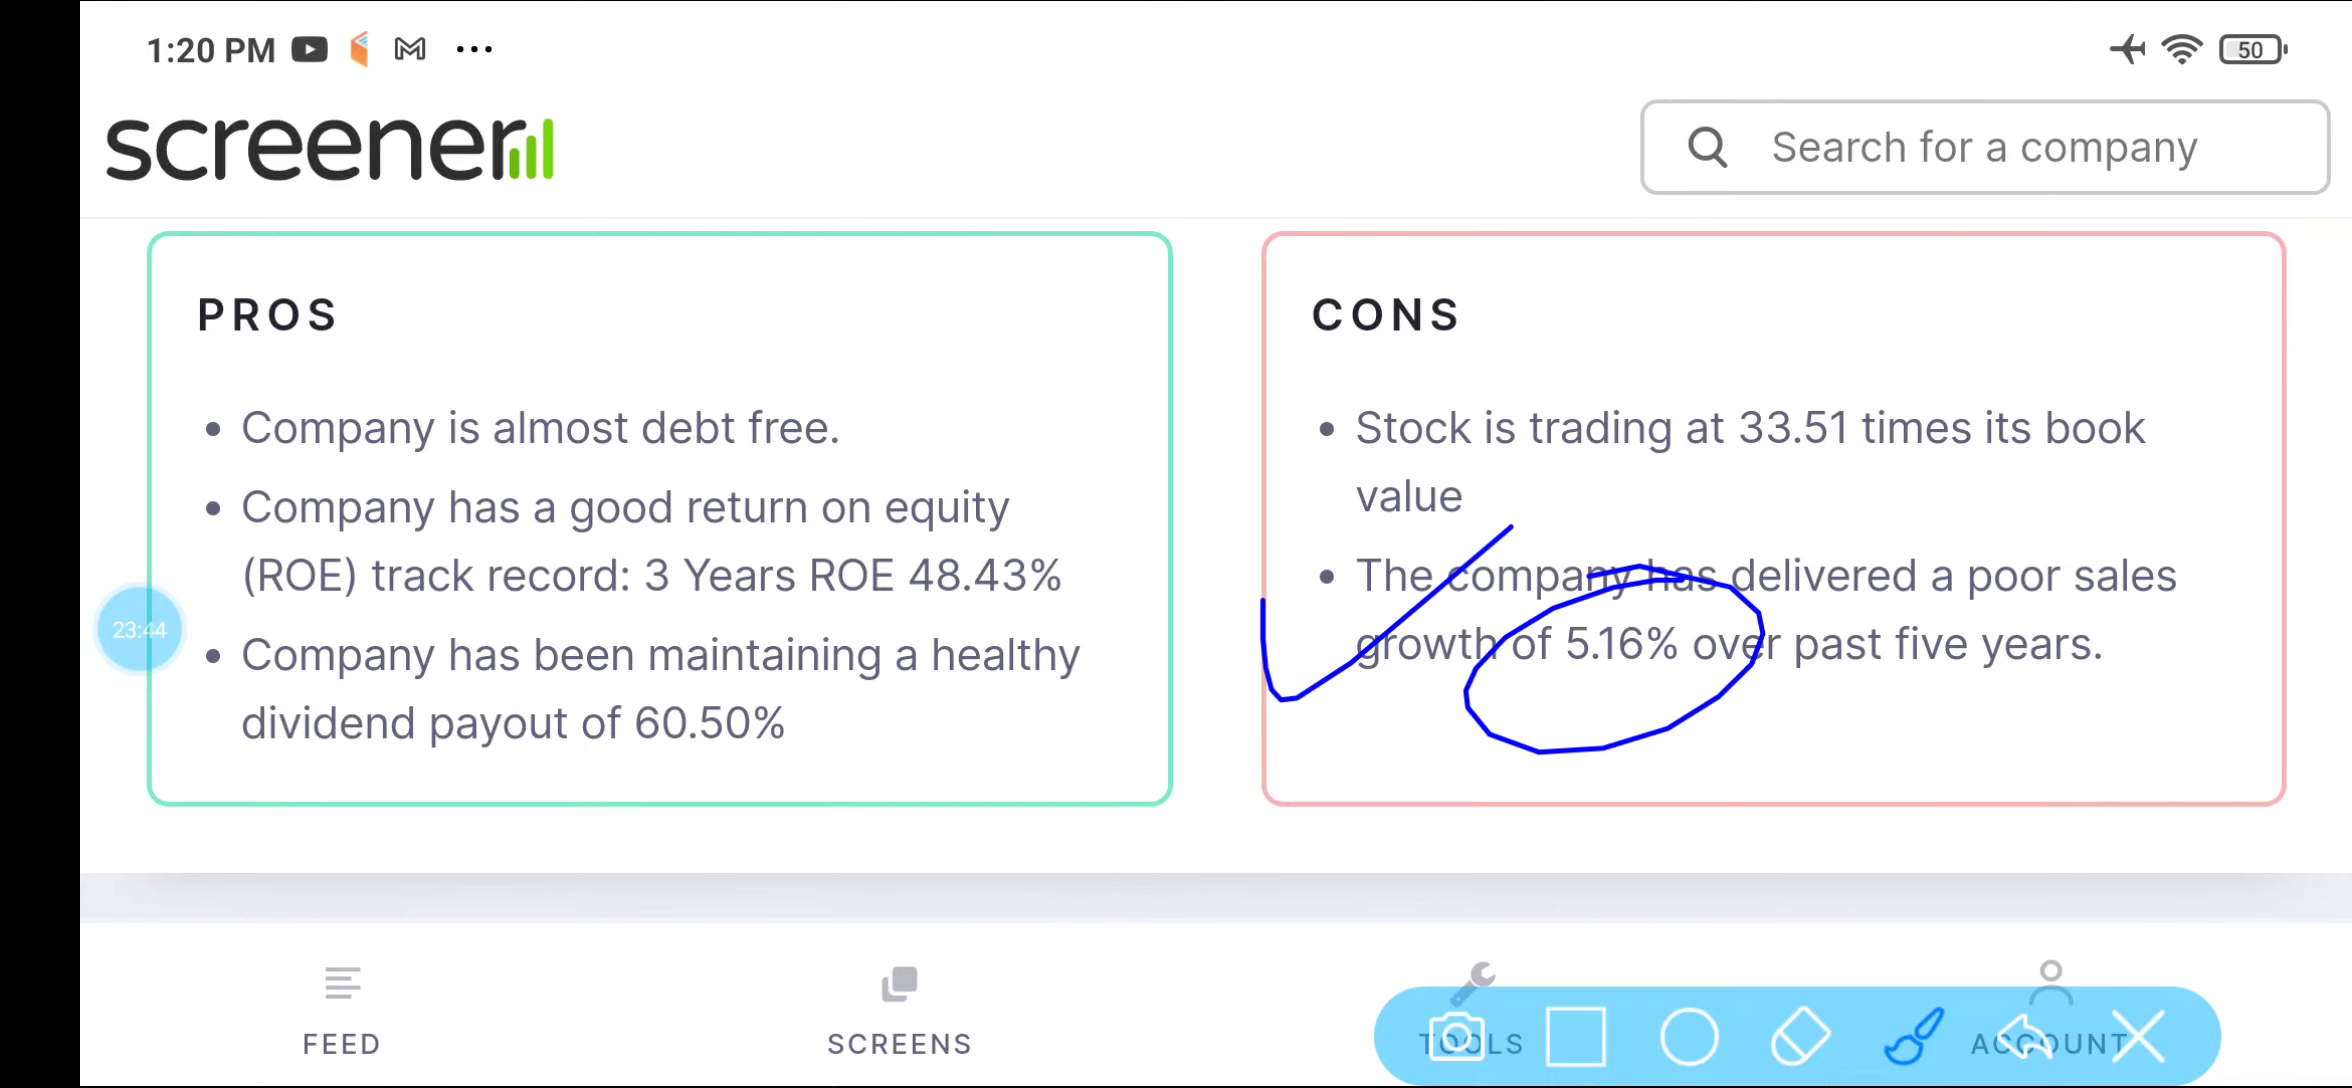 1:20 PM
50
screener
Search for a company
PROS
Company is almost debt free.
Company has a good return on equity
(ROE) track record: 3 Years ROE 48.43%
Company has been maintaining a healthy
dividend payout of 60.50%
CONS
Stock is trading at 33.51 times its book
value
The company has delivered a poor sales
growth of 5.16% over past five years.
23:44
FEED
SCREENS
TOOLS
ACCOUNT